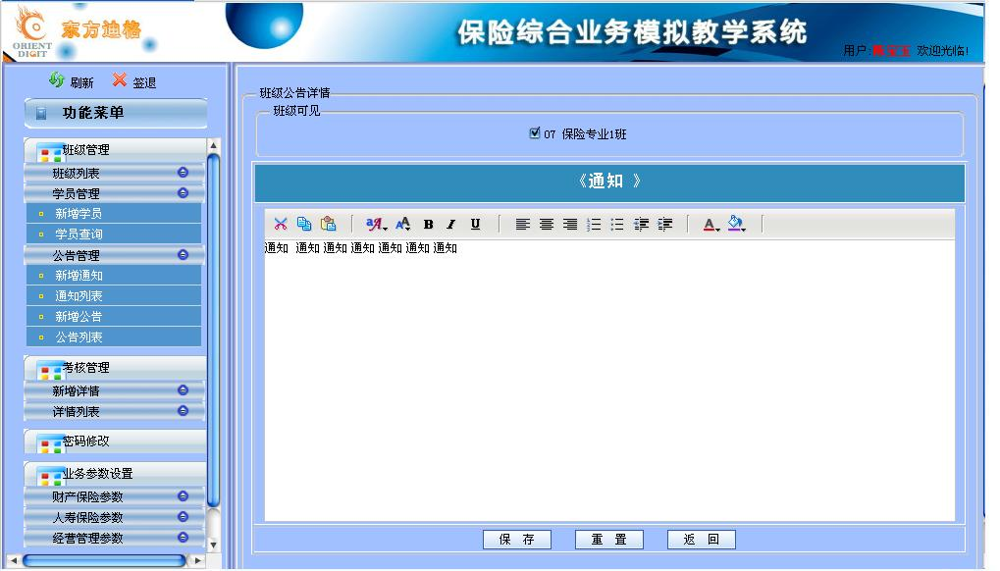 东方迪格
ORIENT
DIGIT
保险综合业务模拟教学系统
用户:陈宝玉 欢迎光临!
刷新 签退
功能菜单
班级管理
班级列表
学员管理
新增学员
学员查询
公告管理
新增通知
通知列表
新增公告
公告列表
考核管理
新增详情
详情列表
密码修改
业务参数设置
财产保险参数
人寿保险参数
经营管理参数
班级公告详情
班级可见
07 保险专业1班
《通知 》
B I U
通知 通知 通知 通知 通知 通知 通知
保 存 重 置 返 回